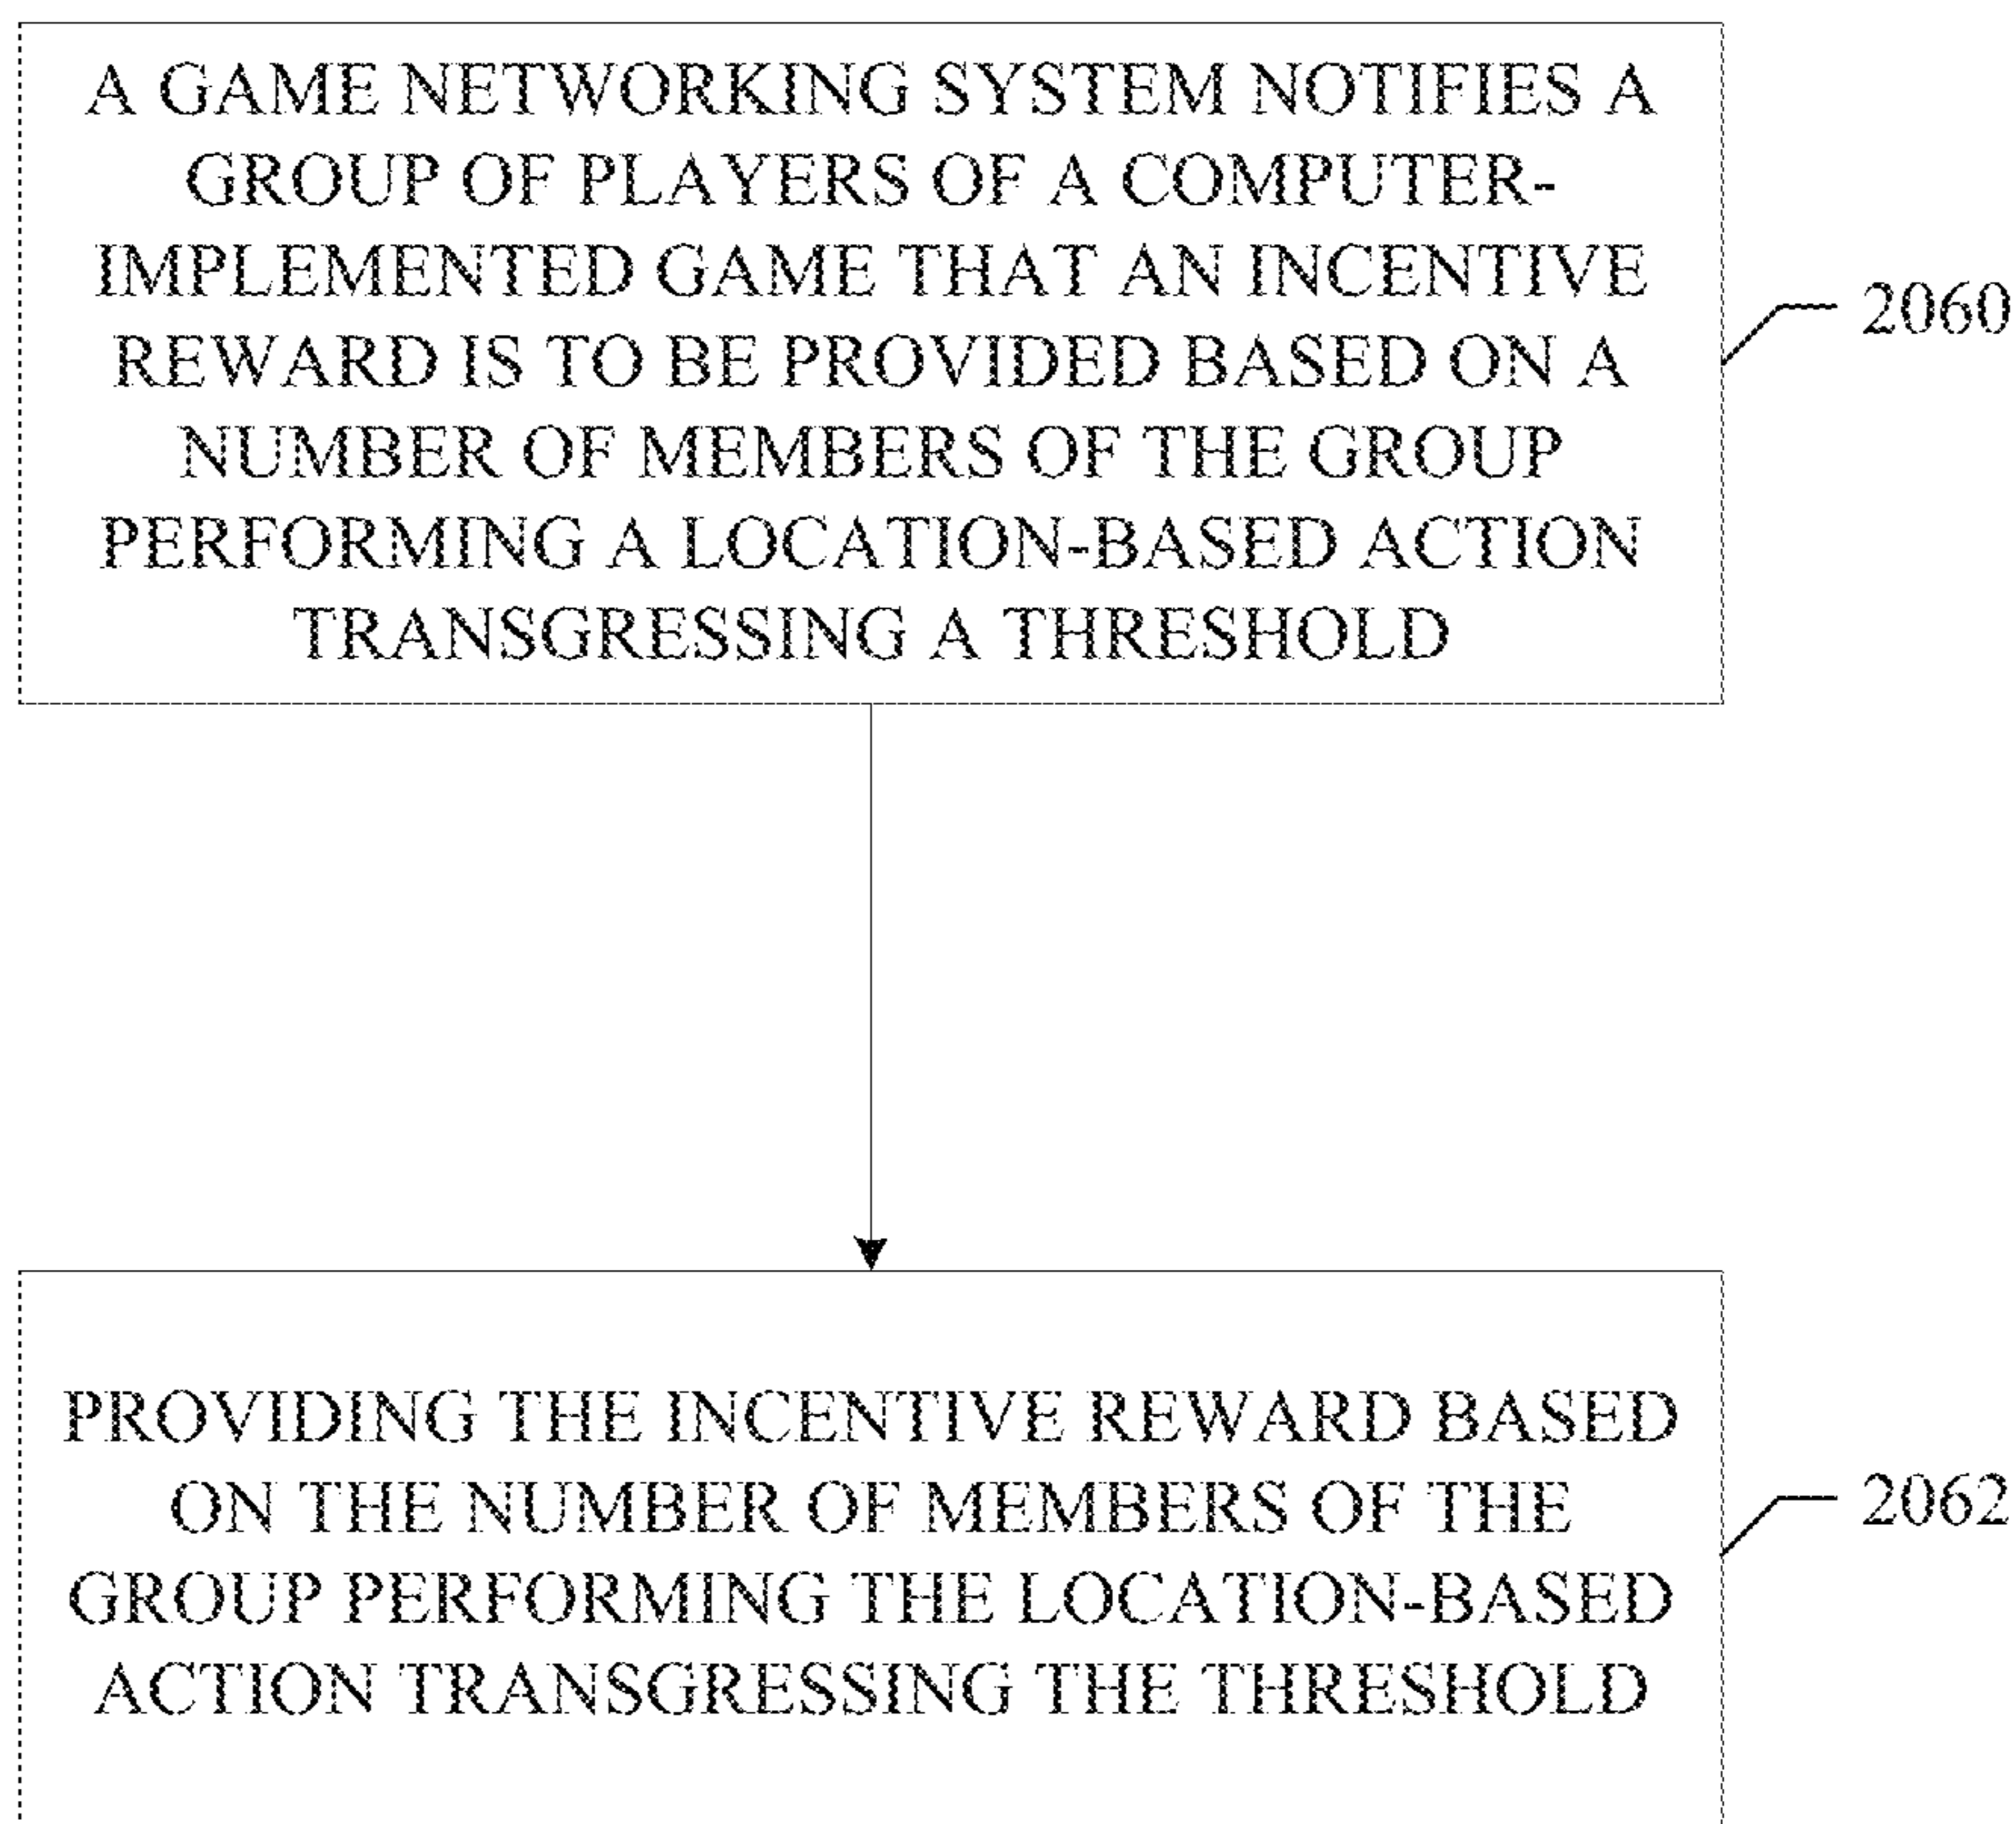 A GAME NETWORKING SYSTEM NOTIFIES A
GROUP OF PLAYERS OF A COMPUTER-
IMPLEMENTED GAME THAT AN INCENTIVE
REWARD IS TO BE PROVIDED BASED ON A
NUMBER OF MEMBERS OF THE GROUP
PERFORMING A LOCATION-BASED ACTION
TRANSGRESSING A THRESHOLD
2060
PROVIDING THE INCENTIVE REWARD BASED
ON THE NUMBER OF MEMBERS OF THE
GROUP PERFORMING THE LOCATION-BASED
ACTION TRANSGRESSING THE THRESHOLD
2062